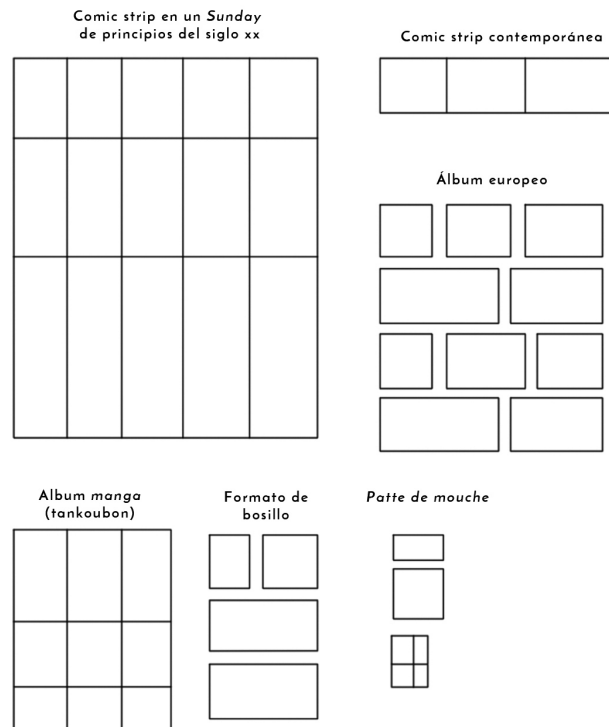 Comic strip en un Sunday
de principios del siglo xx
Comic strip contemporánea
Álbum europeo
Album manga
(tankoubon)
Formato de
bosillo
Patte de mouche